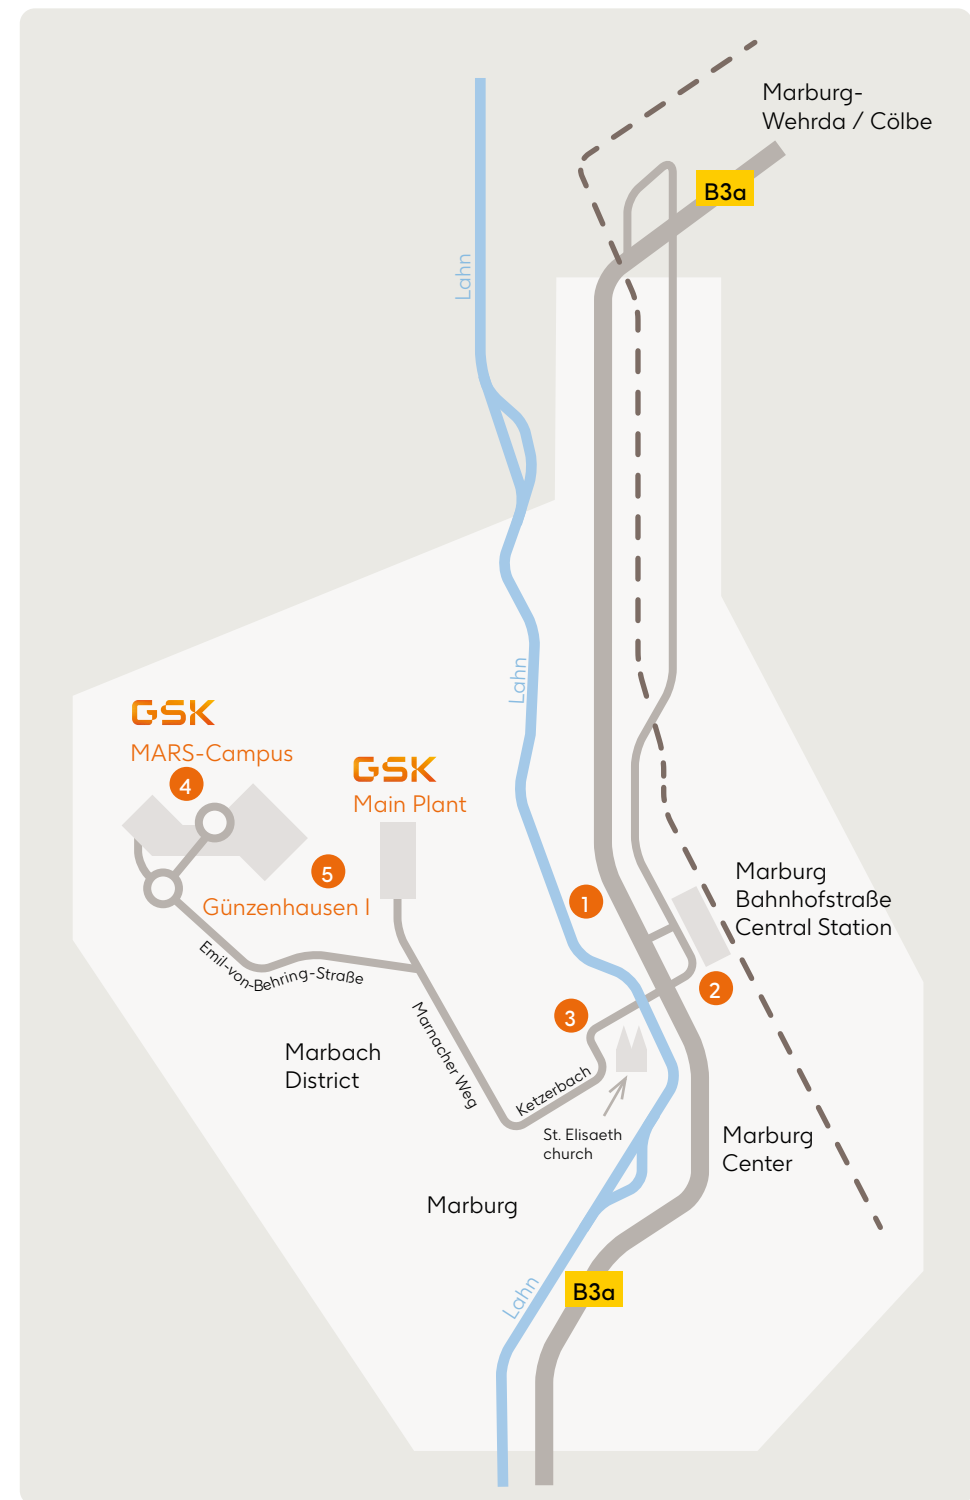 Marburg-
Wehrda / Cölbe
B3a
Lahn
Lahn
GSK
MARS-Campus
4
GSK
Main Plant
5
Günzenhausen I
1
Marburg
Bahnhofstraße
Central Station
2
Emil-von-Behring-Straße
3
Marnacher Weg
Marbach
District
Ketzerbach
St. Elisaeth
church
Marburg
Center
Marburg
Lahn
B3a